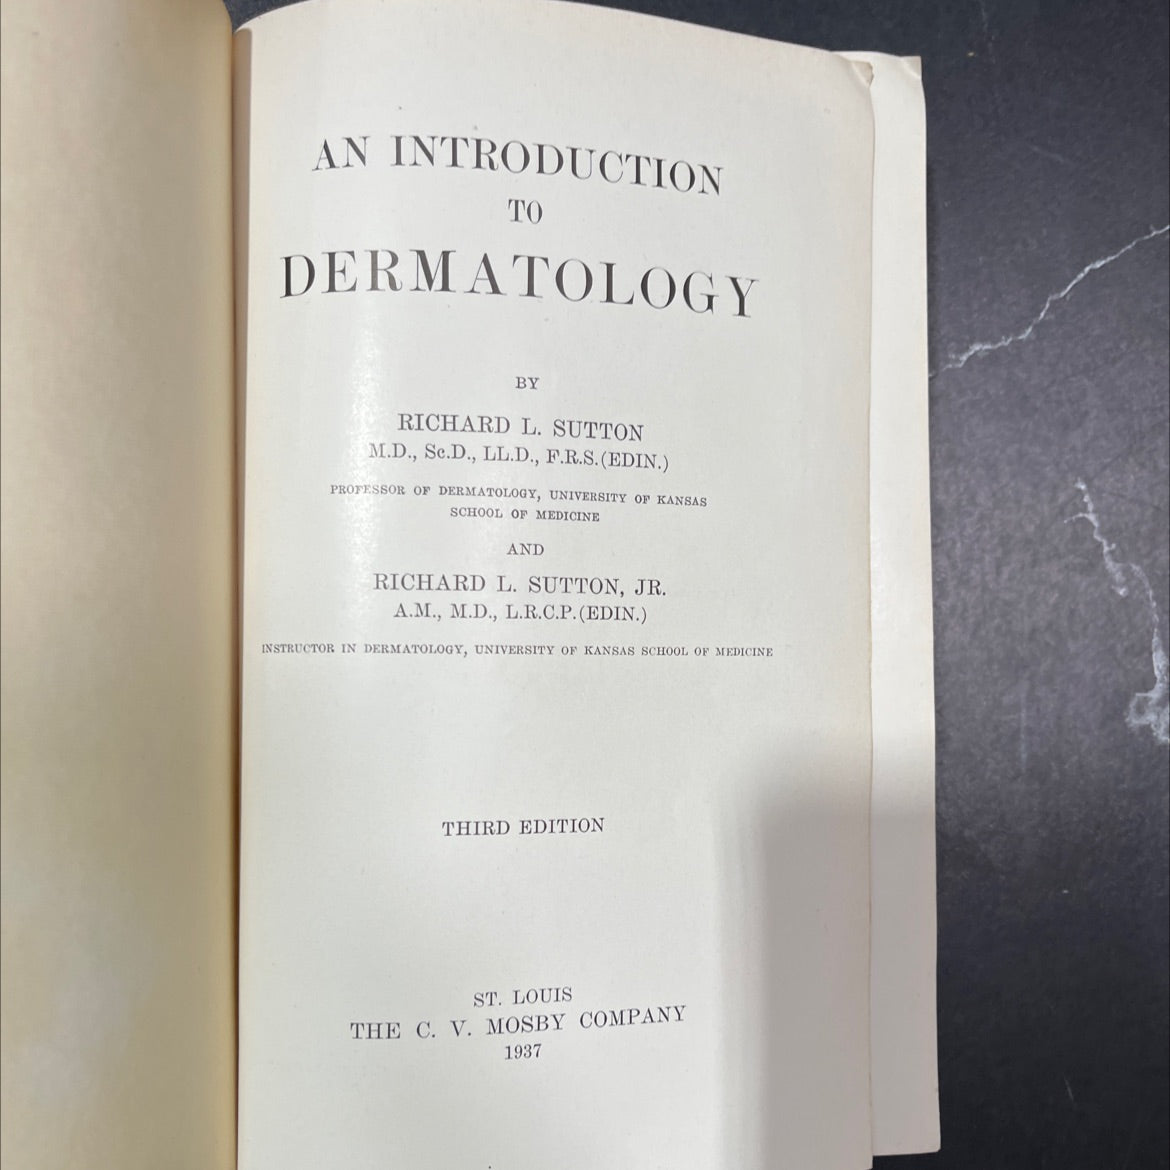 AN INTRODUCTION
TO
DERMATOLOGY
BY
RICHARD L. SUTTON
M.D., Sc.D., LL.D., F.R.S.(EDIN.)
PROFESSOR OF DERMATOLOGY, UNIVERSITY OF KANSAS
SCHOOL OF MEDICINE
AND
RICHARD L. SUTTON, JR.
A.M., M.D., L.R.C.P.(EDIN.)
INSTRUCTOR IN DERMATOLOGY, UNIVERSITY OF KANSAS SCHOOL OF MEDICINE
THIRD EDITION
ST. LOUIS
THE C. V. MOSBY COMPANY
1937